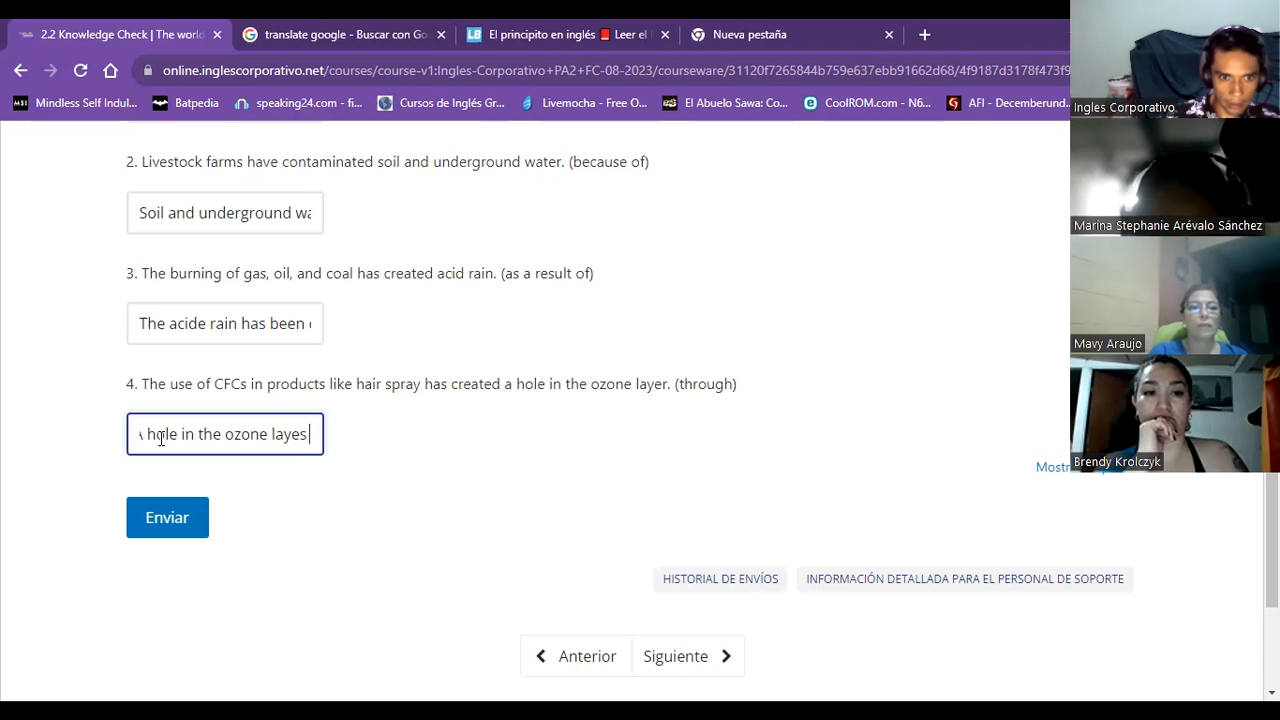 2.2 Knowledge Check | The world
translate google - Buscar con Go
El principito en inglés 📕 Leer el
Nueva pestaña
online.inglescorporativo.net/courses/course-v1:Ingles-Corporativo+PA2+FC-08-2023/courseware/31120f7265844b759e637ebb91662d68/4f9187d3178f473f9
Mindless Self Indul...
Batpedia
speaking24.com - fi...
Cursos de Inglés Gr...
Livemocha - Free O...
El Abuelo Sawa: Co...
CoolROM.com - N6...
AFI - Decemberund...
Ingles Corporativo
Marina Stephanie Arévalo Sánchez
Mavy Araujo
Brendy Krolczyk
2. Livestock farms have contaminated soil and underground water. (because of)
Soil and underground wa
3. The burning of gas, oil, and coal has created acid rain. (as a result of)
The acide rain has been
4. The use of CFCs in products like hair spray has created a hole in the ozone layer. (through)
A hole in the ozone layes
Enviar
HISTORIAL DE ENVÍOS
INFORMACIÓN DETALLADA PARA EL PERSONAL DE SOPORTE
Anterior
Siguiente